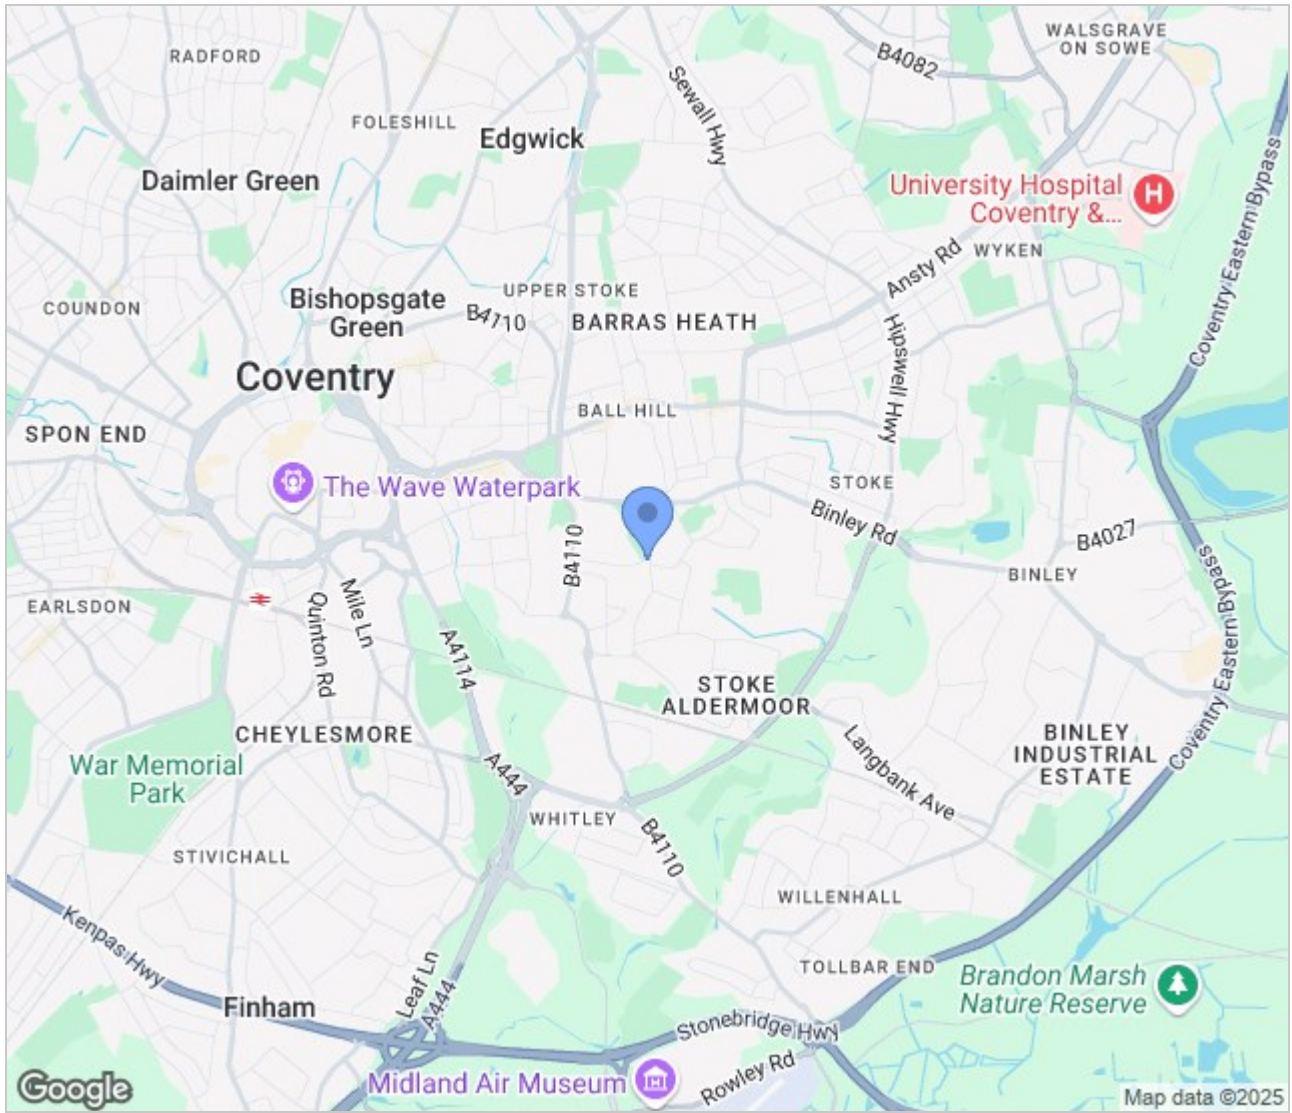 WALSGRAVE
ON SOWE
RADFORD
B4082
Sewall Hwy
FOLESHILL
Edgwick
Daimler Green
University Hospital
Coventry &...
H
Coventry Eastern Bypass
WYKEN
Ansty Rd
UPPER STOKE
Bishopsgate
Green
COUNDON
B4710
BARRAS HEATH
Hipswell Hwy
Coventry
BALL HILL
SPON END
The Wave Waterpark
STOKE
Binley Rd
B4027
B4110
BINLEY
Coventry Eastern Bypass
EARLSDON
Mile Ln
Quinton Rd
A4114
STOKE
ALDERMOOR
CHEYLESMORE
BINLEY
INDUSTRIAL
ESTATE
Langbank Ave
War Memorial
Park
A444
WHITLEY
B4110
STIVICHALL
WILLENHALL
Kenpas Hwy
TOLLBAR END
Brandon Marsh
Nature Reserve
Leaf Ln
A444
Finham
Stonebridge Hwy
Midland Air Museum
Rowley Rd
Google
Map data ©2025